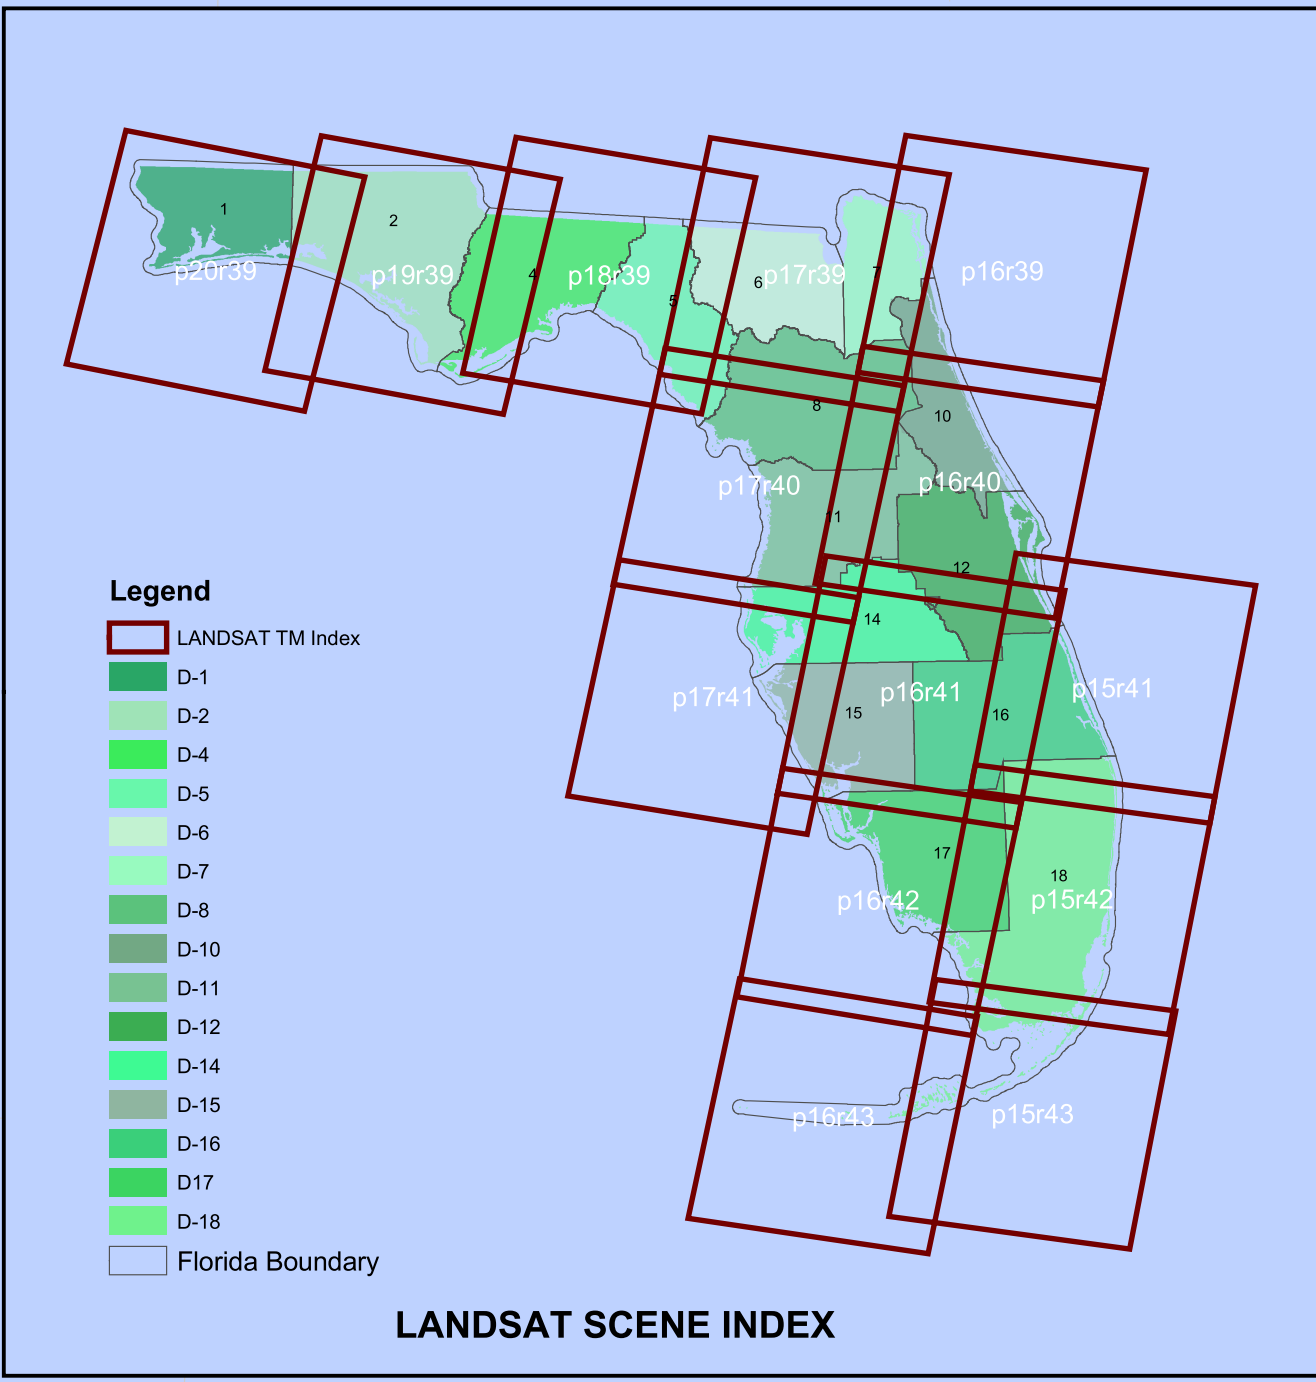 1
2
p20r39
p19r39
4
p18r39
5
6
p17r39
7
p16r39
8
10
p17r40
p16r40
11
12
14
p17r41
p16r41
p15r41
15
16
17
18
p16r42
p15r42
p16r43
p15r43
Legend
LANDSAT TM Index
D-1
D-2
D-4
D-5
D-6
D-7
D-8
D-10
D-11
D-12
D-14
D-15
D-16
D17
D-18
Florida Boundary
LANDSAT SCENE INDEX